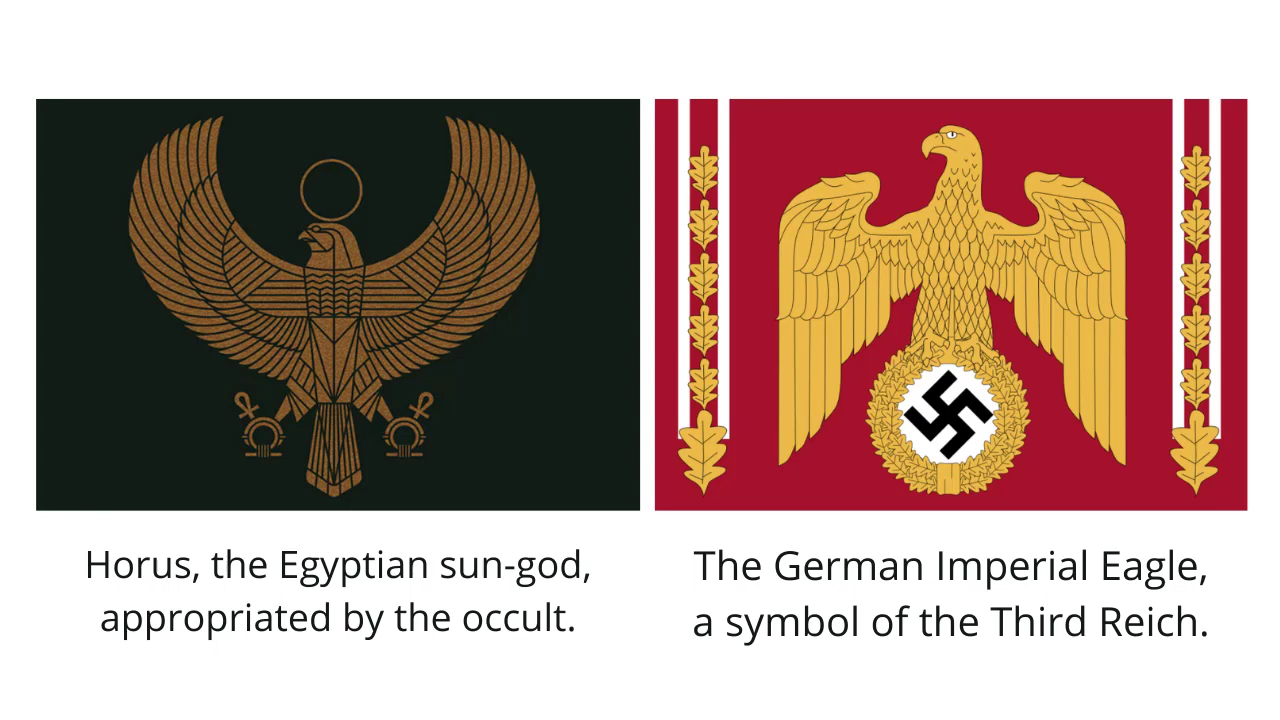 Horus, the Egyptian sun-god,
appropriated by the occult.
The German Imperial Eagle,
a symbol of the Third Reich.